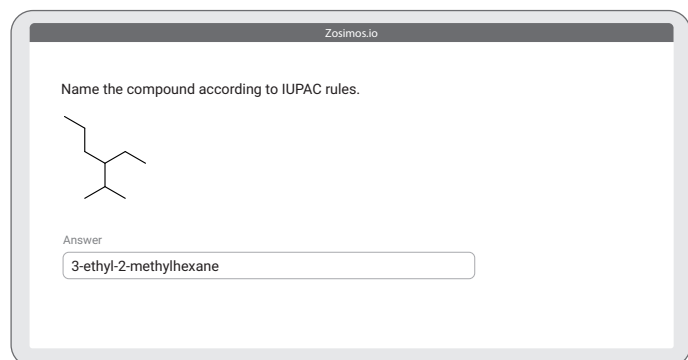 Zosimos.io
Name the compound according to IUPAC rules.
Answer
3-ethyl-2-methylhexane